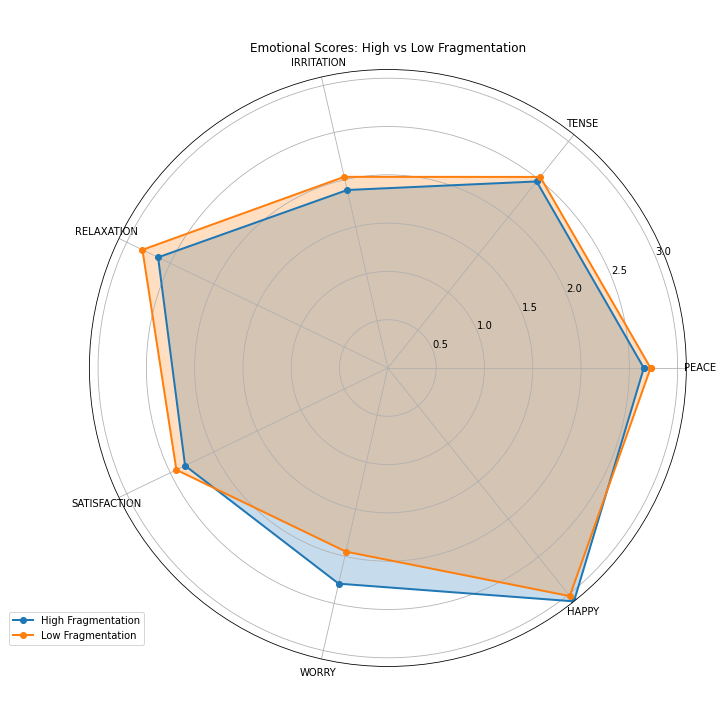 Emotional Scores: High vs Low Fragmentation
IRRITATION
TENSE
RELAXATION
3.0
2.5
2.0
1.5
1.0
0.5
PEACE
SATISFACTION
HAPPY
WORRY
High Fragmentation
Low Fragmentation